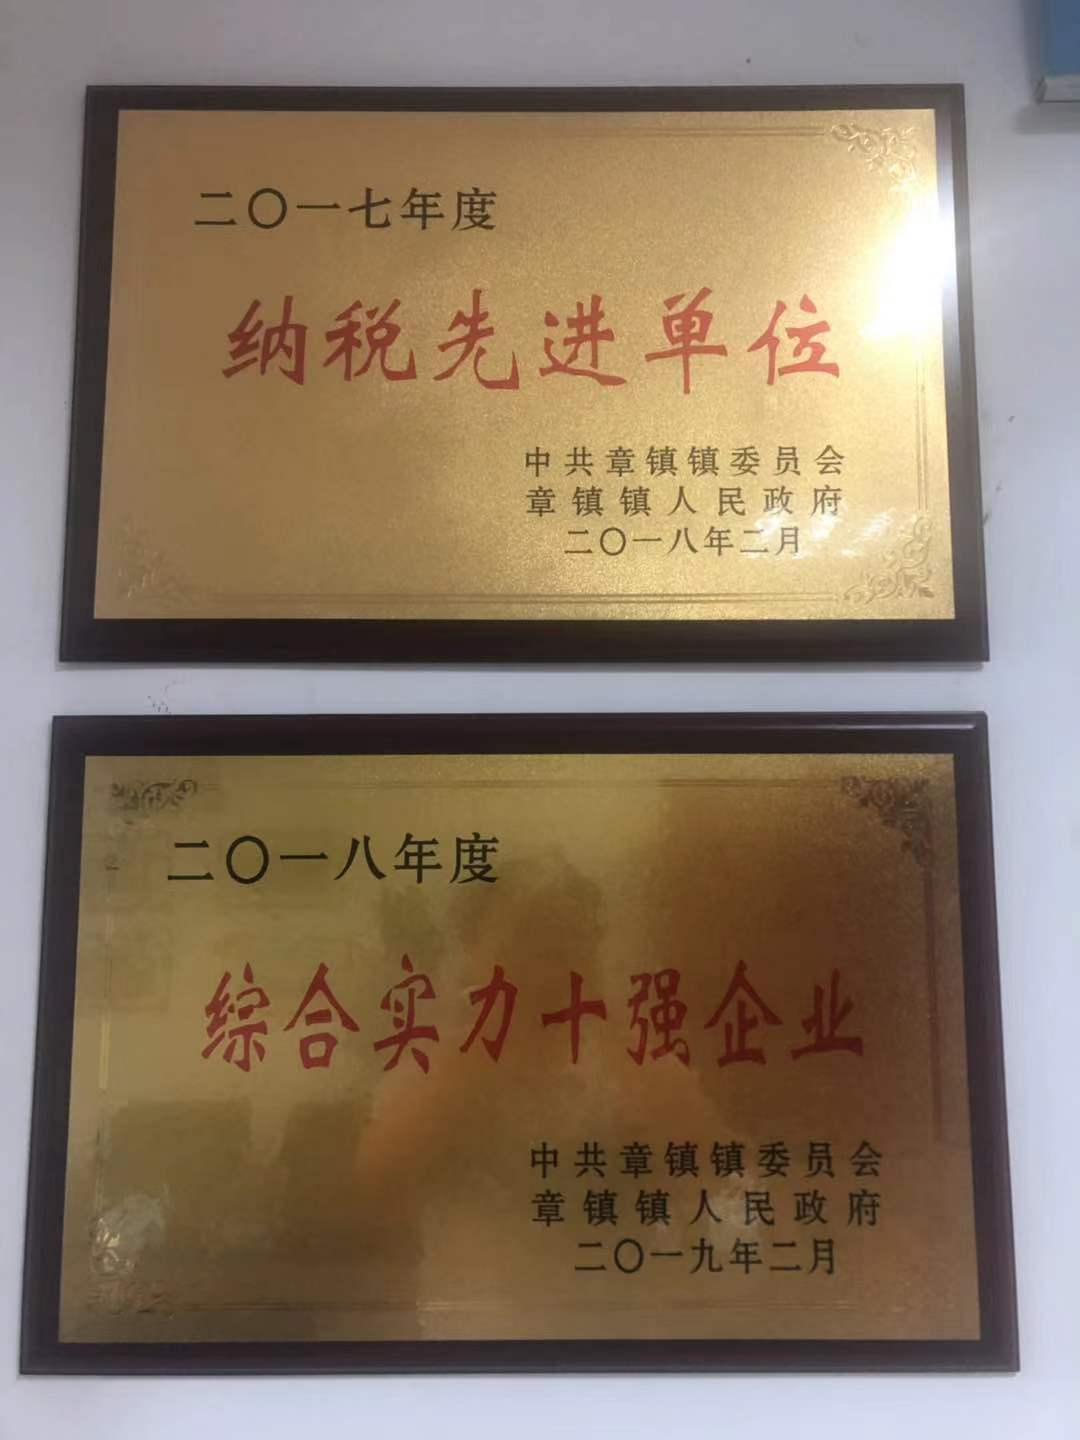 二〇一七年度
纳税先进单位
中共章镇镇委员会
章镇镇人民政府
二〇一八年二月
二〇一八年度
综合实力十强企业
中共章镇镇委员会
章镇镇人民政府
二〇一九年二月